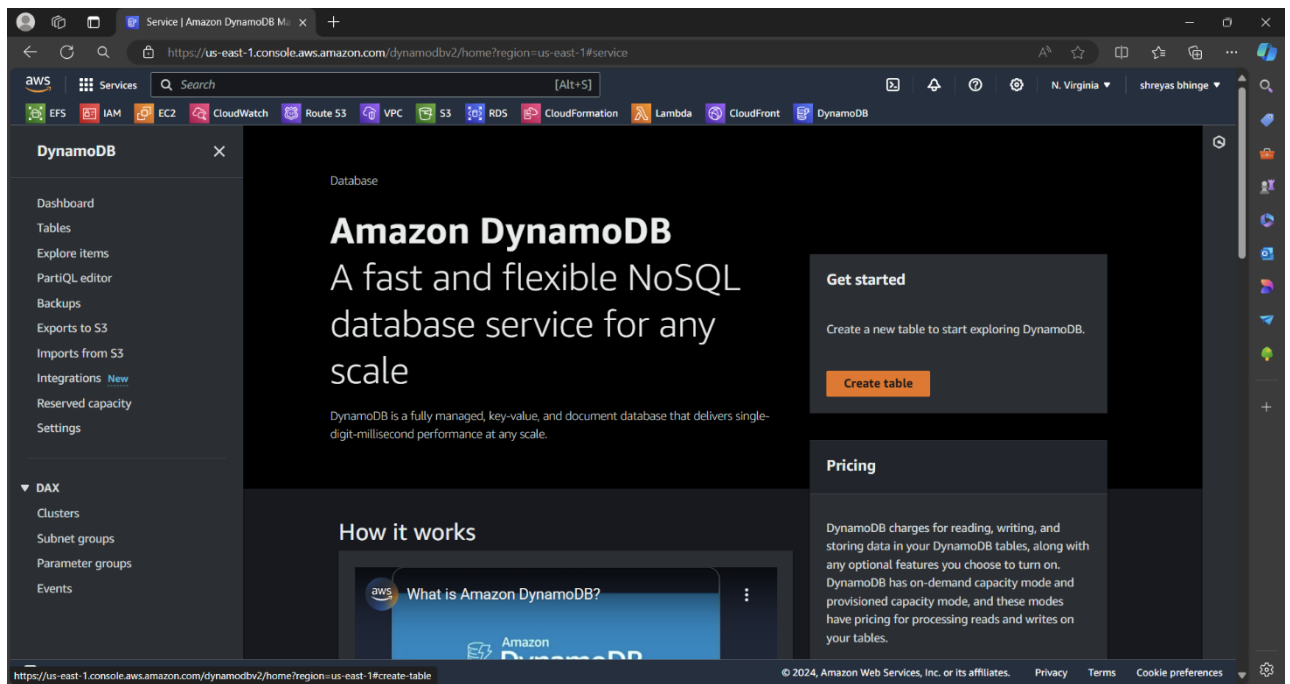 Service | Amazon DynamoDB Ma
https://us-east-1.console.aws.amazon.com/dynamodbv2/home?region=us-east-1#service
aws
Services
Search
[Alt+S]
N. Virginia
shreyas bhinge
EFS
IAM
EC2
CloudWatch
Route 53
VPC
S3
RDS
CloudFormation
Lambda
CloudFront
DynamoDB
DynamoDB
Dashboard
Tables
Explore items
PartiQL editor
Backups
Exports to S3
Imports from S3
Integrations New
Reserved capacity
Settings
DAX
Clusters
Subnet groups
Parameter groups
Events
Database
Amazon DynamoDB
A fast and flexible NoSQL
database service for any
scale
DynamoDB is a fully managed, key-value, and document database that delivers single-
digit-millisecond performance at any scale.
Get started
Create a new table to start exploring DynamoDB.
Create table
Pricing
DynamoDB charges for reading, writing, and
storing data in your DynamoDB tables, along with
any optional features you choose to turn on.
DynamoDB has on-demand capacity mode and
provisioned capacity mode, and these modes
have pricing for processing reads and writes on
your tables.
How it works
aws
What is Amazon DynamoDB?
Amazon
DynamoDB
https://us-east-1.console.aws.amazon.com/dynamodbv2/home?region=us-east-1#create-table
© 2024, Amazon Web Services, Inc. or its affiliates.
Privacy
Terms
Cookie preferences